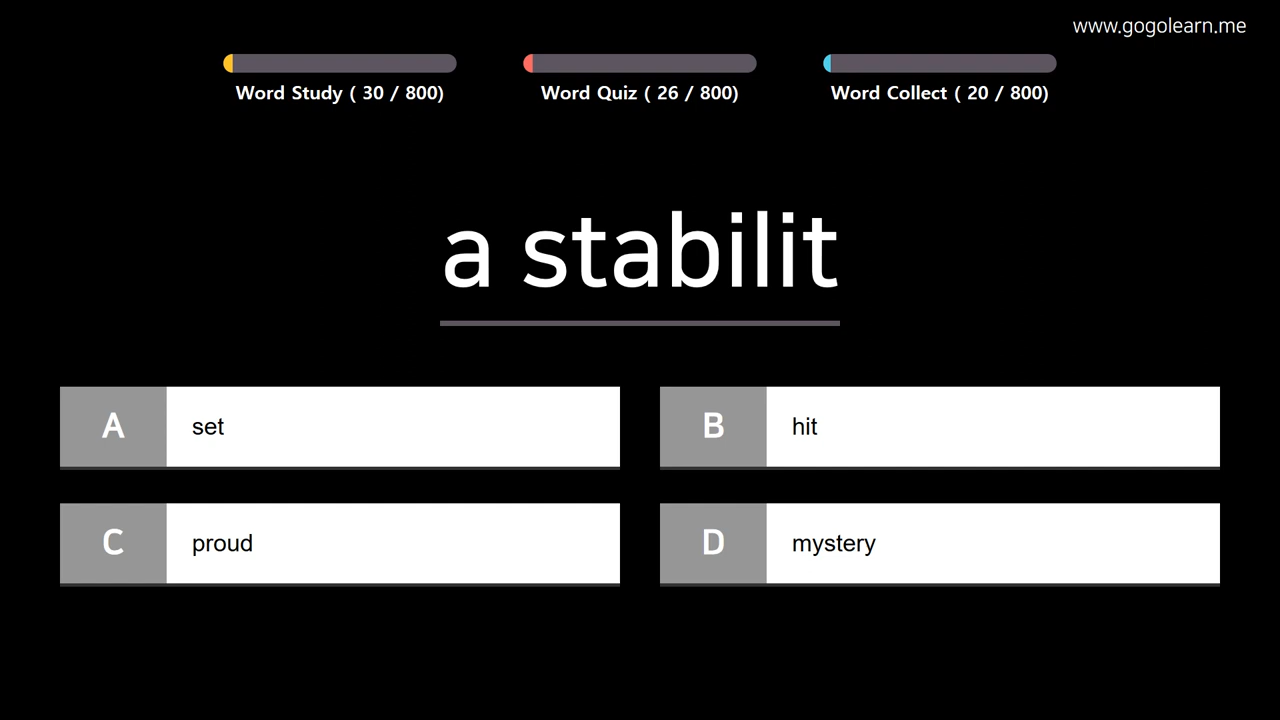 www.gogolearn.me
Word Study ( 30 / 800)
Word Quiz ( 26 / 800)
Word Collect ( 20 / 800)
a stabilit
A set
B hit
C proud
D mystery